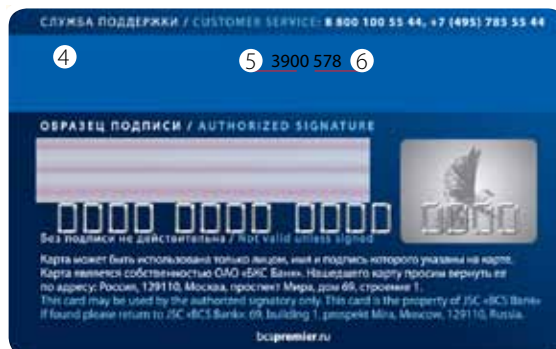 СЛУЖБА ПОДДЕРЖКИ / CUSTOMER SERVICE: 8 800 100 55 44, +7 (495) 785 55 44
4 5 3900 578 6
ОБРАЗЕЦ ПОДПИСИ / AUTHORIZED SIGNATURE
0000 0000 0000 0000
Без подписи не действительна / Not valid unless signed
Карта может быть использована только лицом, имя и подпись которого указаны на карте.
Карта является собственностью ОАО «БКС Банк». Нашедшего карту просим вернуть ее
по адресу: Россия, 129110, Москва, проспект Мира, дом 69, строение 1.
This card may be used by the authorized signatory only. This card is the property of JSC «BCS Bank»
If found please return to JSC «BCS Bank»: 69, building 1, prospekt Mira, Moscow, 129110, Russia.
bcspremier.ru